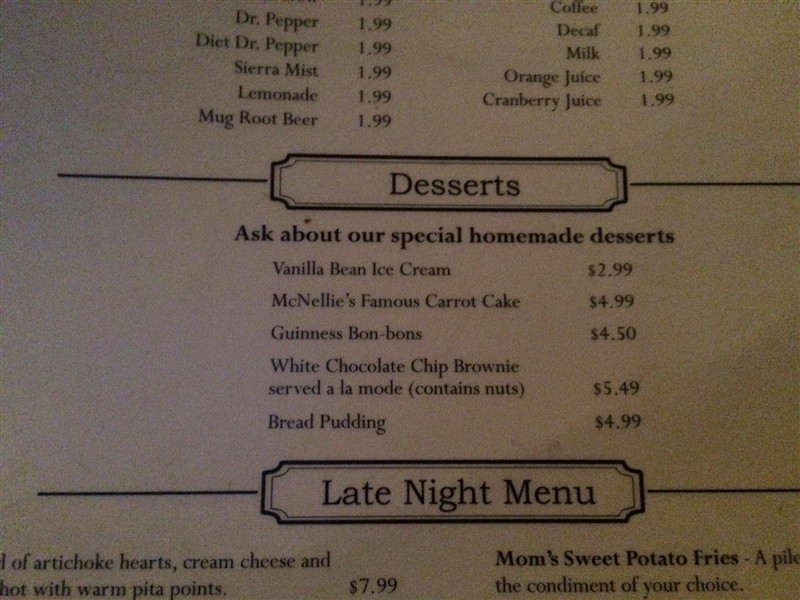 1.99
Dr. Pepper 1.99
Diet Dr. Pepper 1.99
Sierra Mist 1.99
Lemonade 1.99
Mug Root Beer 1.99
Coffee 1.99
Decaf 1.99
Milk 1.99
Orange Juice 1.99
Cranberry Juice 1.99
Desserts
Ask about our special homemade desserts
Vanilla Bean Ice Cream $2.99
McNellie's Famous Carrot Cake $4.99
Guinness Bon-bons $4.50
White Chocolate Chip Brownie
served a la mode (contains nuts) $5.49
Bread Pudding $4.99
Late Night Menu
of artichoke hearts, cream cheese and
hot with warm pita points. $7.99
Mom's Sweet Potato Fries - A pile
the condiment of your choice.